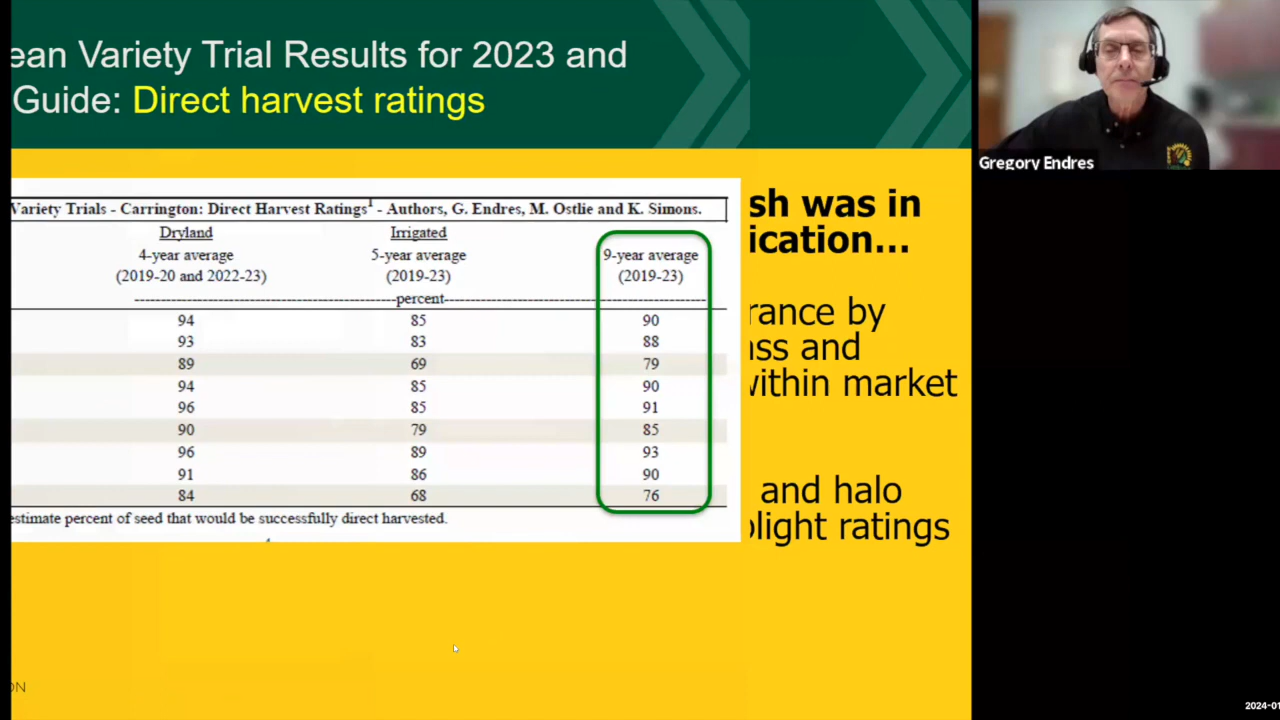 ean Variety Trial Results for 2023 and
Guide: Direct harvest ratings
Gregory Endres
Variety Trials - Carrington: Direct Harvest Ratings¹ - Authors, G. Endres, M. Ostlie and K. Simons.
Dryland Irrigated
4-year average 5-year average 9-year average
(2019-20 and 2022-23) (2019-23) (2019-23)
percent
94 85 90
93 83 88
89 69 79
94 85 90
96 85 91
90 79 85
96 89 93
91 86 90
84 68 76
estimate percent of seed that would be successfully direct harvested.
sh was in
ication...
rance by
ss and
within market
and halo
blight ratings
ON
2024-01